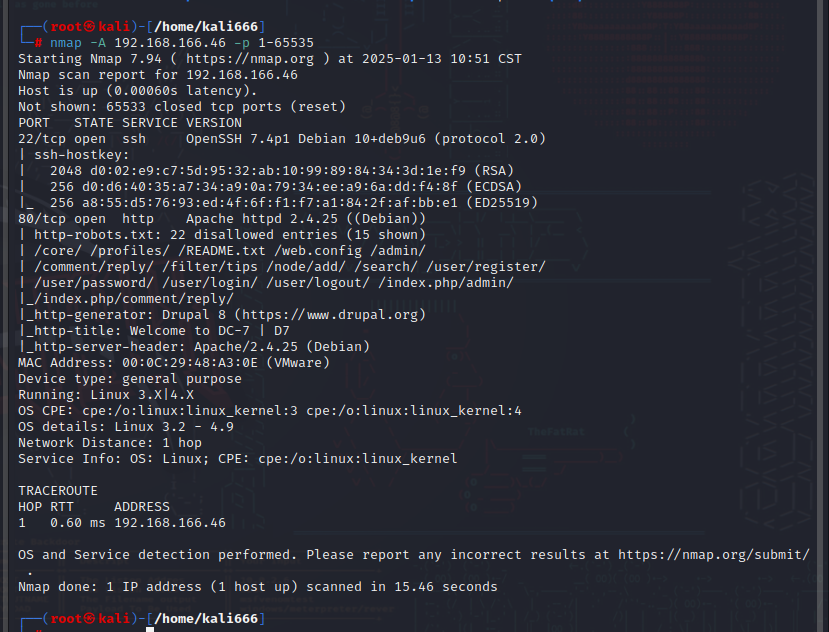 ┌──(root㉿kali)-[/home/kali666]
└─# nmap -A 192.168.166.46 -p 1-65535
Starting Nmap 7.94 ( https://nmap.org ) at 2025-01-13 10:51 CST
Nmap scan report for 192.168.166.46
Host is up (0.00060s latency).
Not shown: 65533 closed tcp ports (reset)
PORT   STATE SERVICE VERSION
22/tcp open  ssh     OpenSSH 7.4p1 Debian 10+deb9u6 (protocol 2.0)
| ssh-hostkey:
|   2048 d0:02:e9:c7:5d:95:32:ab:10:99:89:84:34:3d:1e:f9 (RSA)
|   256 d0:d6:40:35:a7:34:a9:0a:79:34:ee:a9:6a:dd:f4:8f (ECDSA)
|_  256 a8:55:d5:76:93:ed:4f:6f:f1:f7:a1:84:2f:af:bb:e1 (ED25519)
80/tcp open  http    Apache httpd 2.4.25 ((Debian))
| http-robots.txt: 22 disallowed entries (15 shown)
| /core/ /profiles/ /README.txt /web.config /admin/
| /comment/reply/ /filter/tips /node/add/ /search/ /user/register/
| /user/password/ /user/login/ /user/logout/ /index.php/admin/
|_/index.php/comment/reply/
|_http-generator: Drupal 8 (https://www.drupal.org)
|_http-title: Welcome to DC-7 | D7
|_http-server-header: Apache/2.4.25 (Debian)
MAC Address: 00:0C:29:48:A3:0E (VMware)
Device type: general purpose
Running: Linux 3.X|4.X
OS CPE: cpe:/o:linux:linux_kernel:3 cpe:/o:linux:linux_kernel:4
OS details: Linux 3.2 - 4.9
Network Distance: 1 hop
Service Info: OS: Linux; CPE: cpe:/o:linux:linux_kernel

TRACEROUTE
HOP RTT     ADDRESS
1   0.60 ms 192.168.166.46

OS and Service detection performed. Please report any incorrect results at https://nmap.org/submit/
 .
Nmap done: 1 IP address (1 host up) scanned in 15.46 seconds

┌──(root㉿kali)-[/home/kali666]